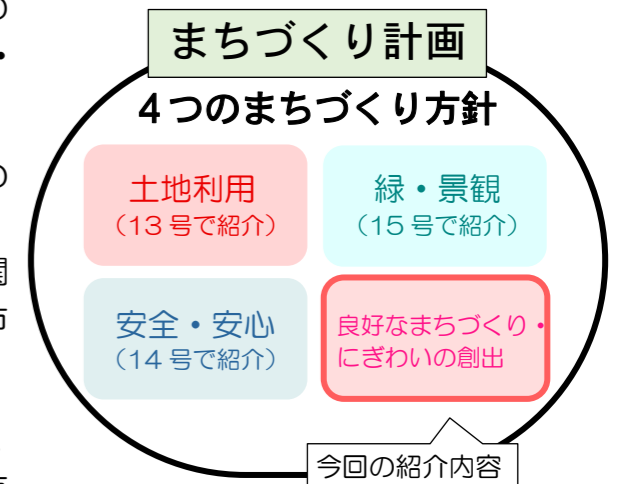 まちづくり計画
4つのまちづくり方針
土地利用
（13号で紹介）
緑・景観
（15号で紹介）
安全・安心
（14号で紹介）
良好なまちづくり・
にぎわいの創出
今回の紹介内容